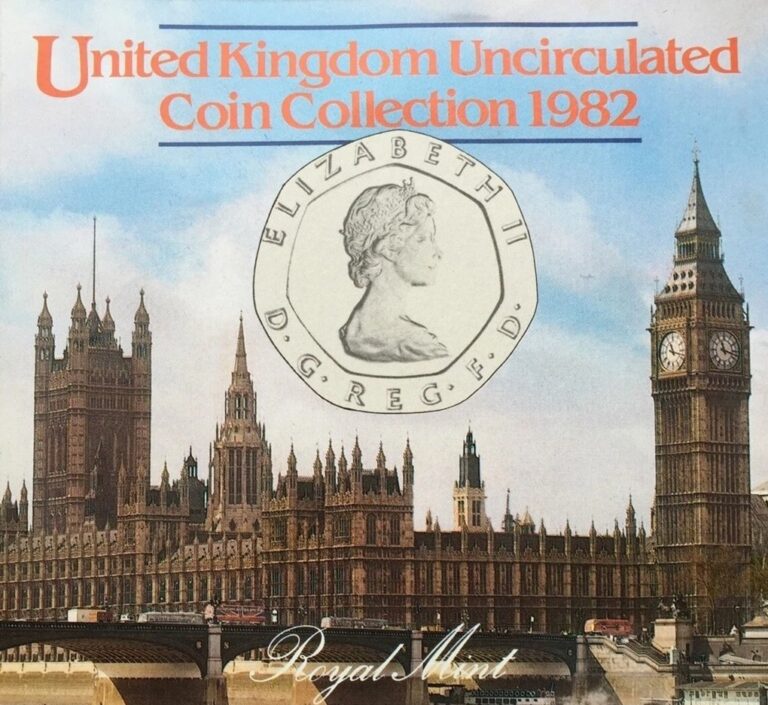 United Kingdom Uncirculated
Coin Collection 1982
ELIZABETH II
D·G·REG·F·D·
Royal Mint